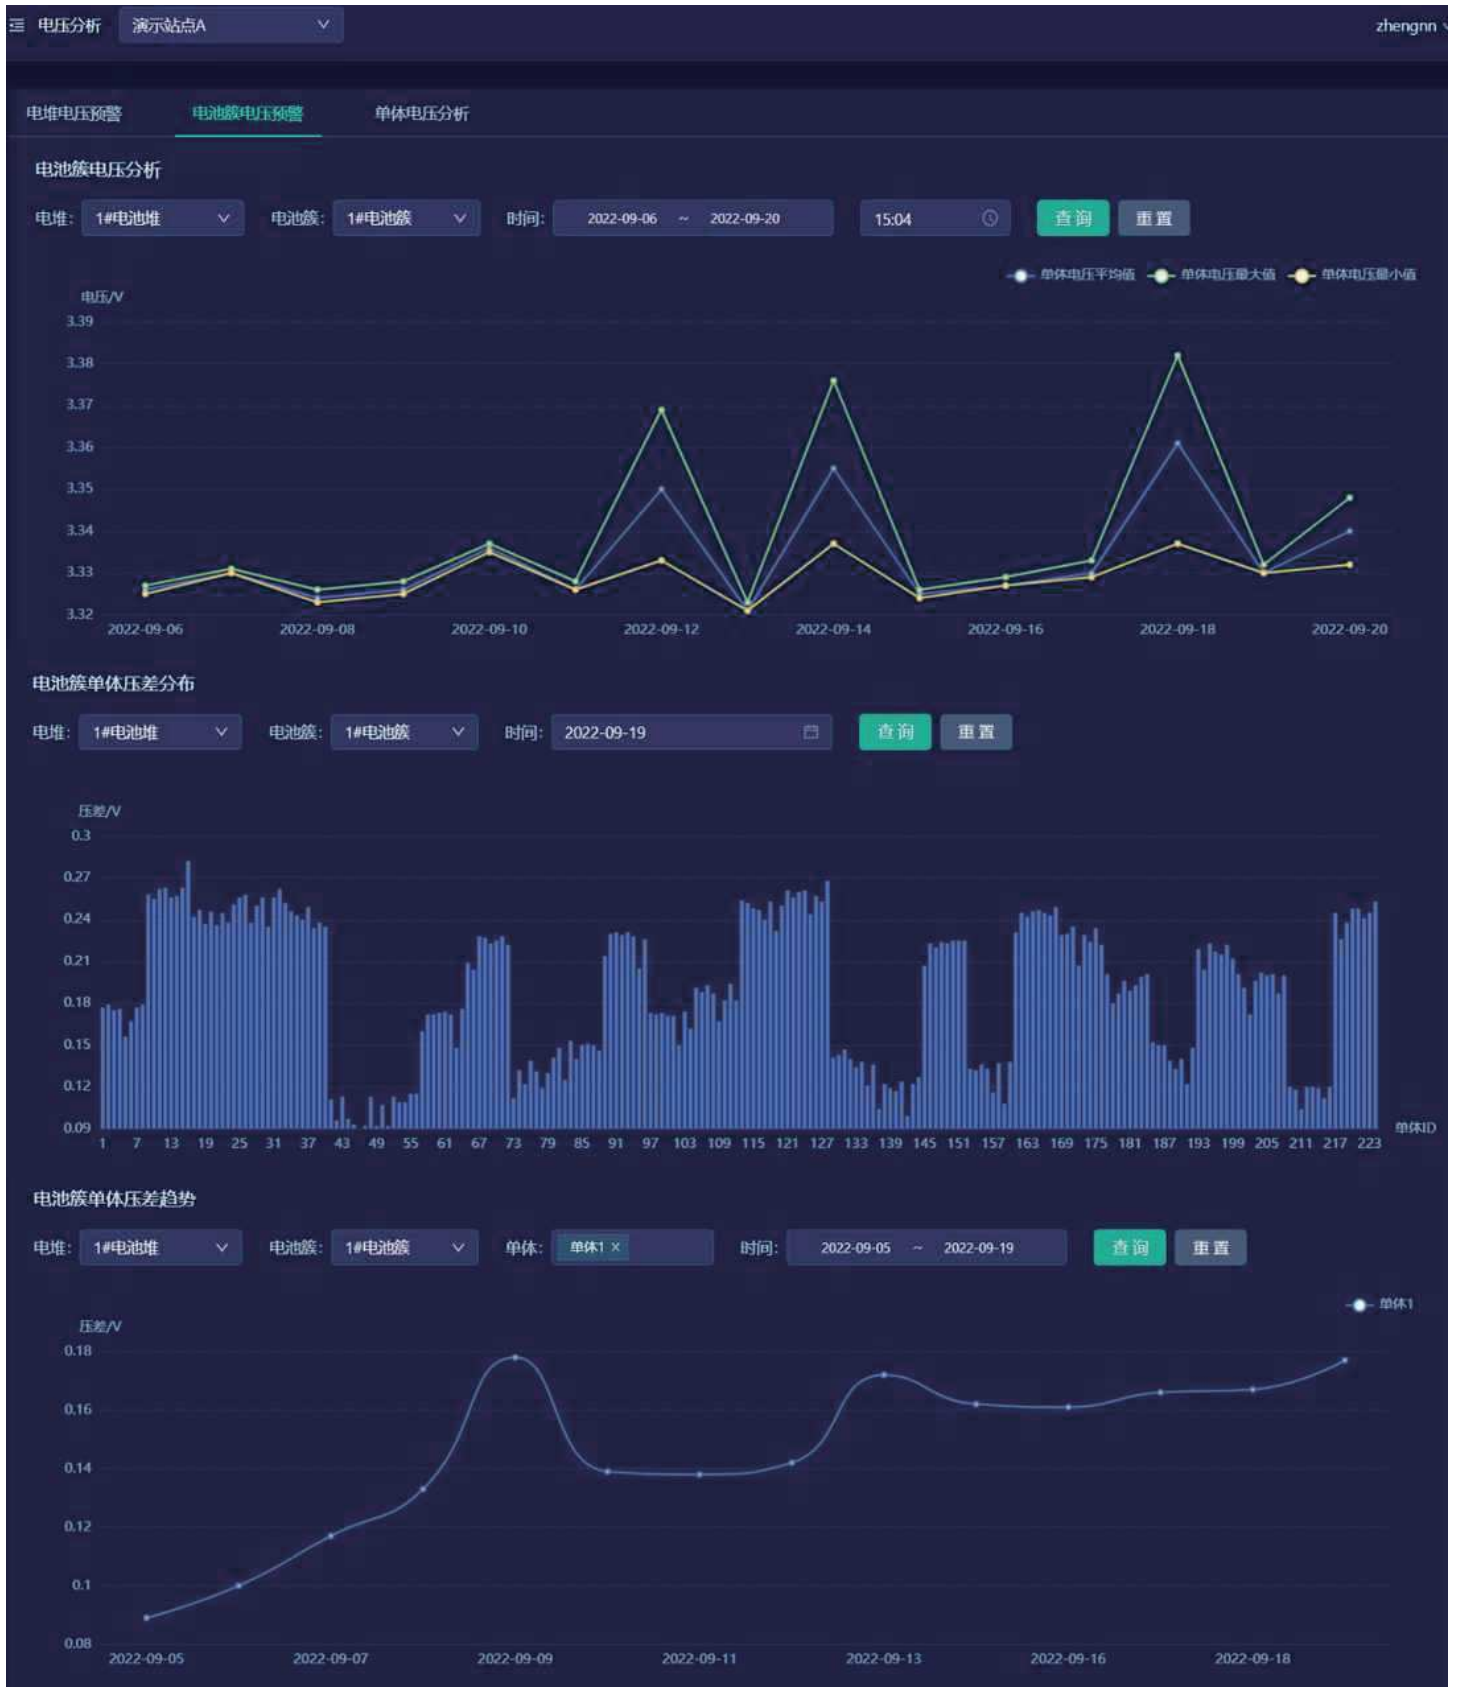 电压分析 演示站点A zhengnn
电堆电压预警 电池簇电压预警 单体电压分析
电池簇电压分析
电堆: 1#电池堆 电池簇: 1#电池簇 时间: 2022-09-06 ~ 2022-09-20 15:04 查询 重置
单体电压平均值 单体电压最大值 单体电压最小值
电压/V
3.39
3.38
3.37
3.36
3.35
3.34
3.33
3.32
2022-09-06 2022-09-08 2022-09-10 2022-09-12 2022-09-14 2022-09-16 2022-09-18 2022-09-20
电池簇单体压差分布
电堆: 1#电池堆 电池簇: 1#电池簇 时间: 2022-09-19 查询 重置
压差/V
0.3
0.27
0.24
0.21
0.18
0.15
0.12
0.09
1 7 13 19 25 31 37 43 49 55 61 67 73 79 85 91 97 103 109 115 121 127 133 139 145 151 157 163 169 175 181 187 193 199 205 211 217 223 单体ID
电池簇单体压差趋势
电堆: 1#电池堆 电池簇: 1#电池簇 单体: 单体1 × 时间: 2022-09-05 ~ 2022-09-19 查询 重置
单体1
压差/V
0.18
0.16
0.14
0.12
0.1
0.08
2022-09-05 2022-09-07 2022-09-09 2022-09-11 2022-09-13 2022-09-16 2022-09-18